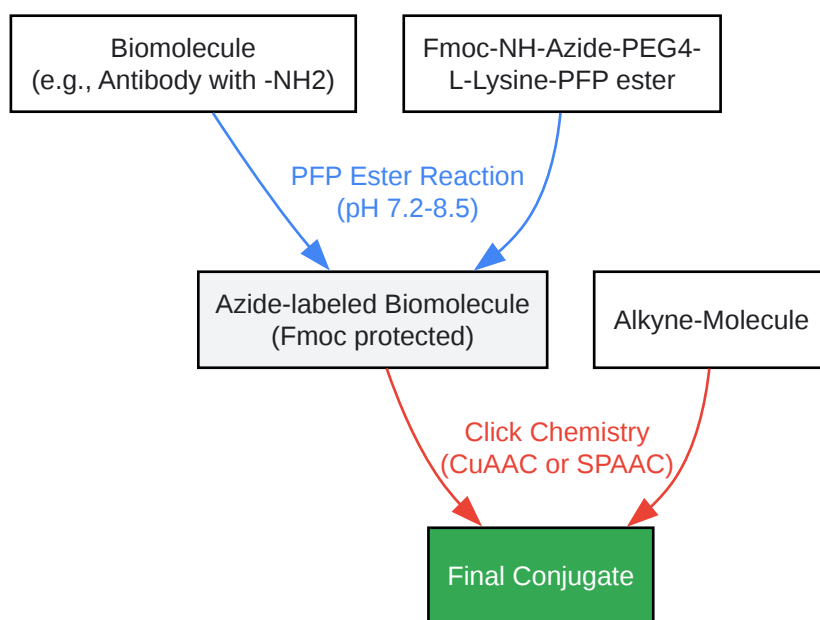 Biomolecule
(e.g., Antibody with -NH2)
Fmoc-NH-Azide-PEG4-
L-Lysine-PFP ester
PFP Ester Reaction
(pH 7.2-8.5)
Azide-labeled Biomolecule
(Fmoc protected)
Alkyne-Molecule
Click Chemistry
(CuAAC or SPAAC)
Final Conjugate